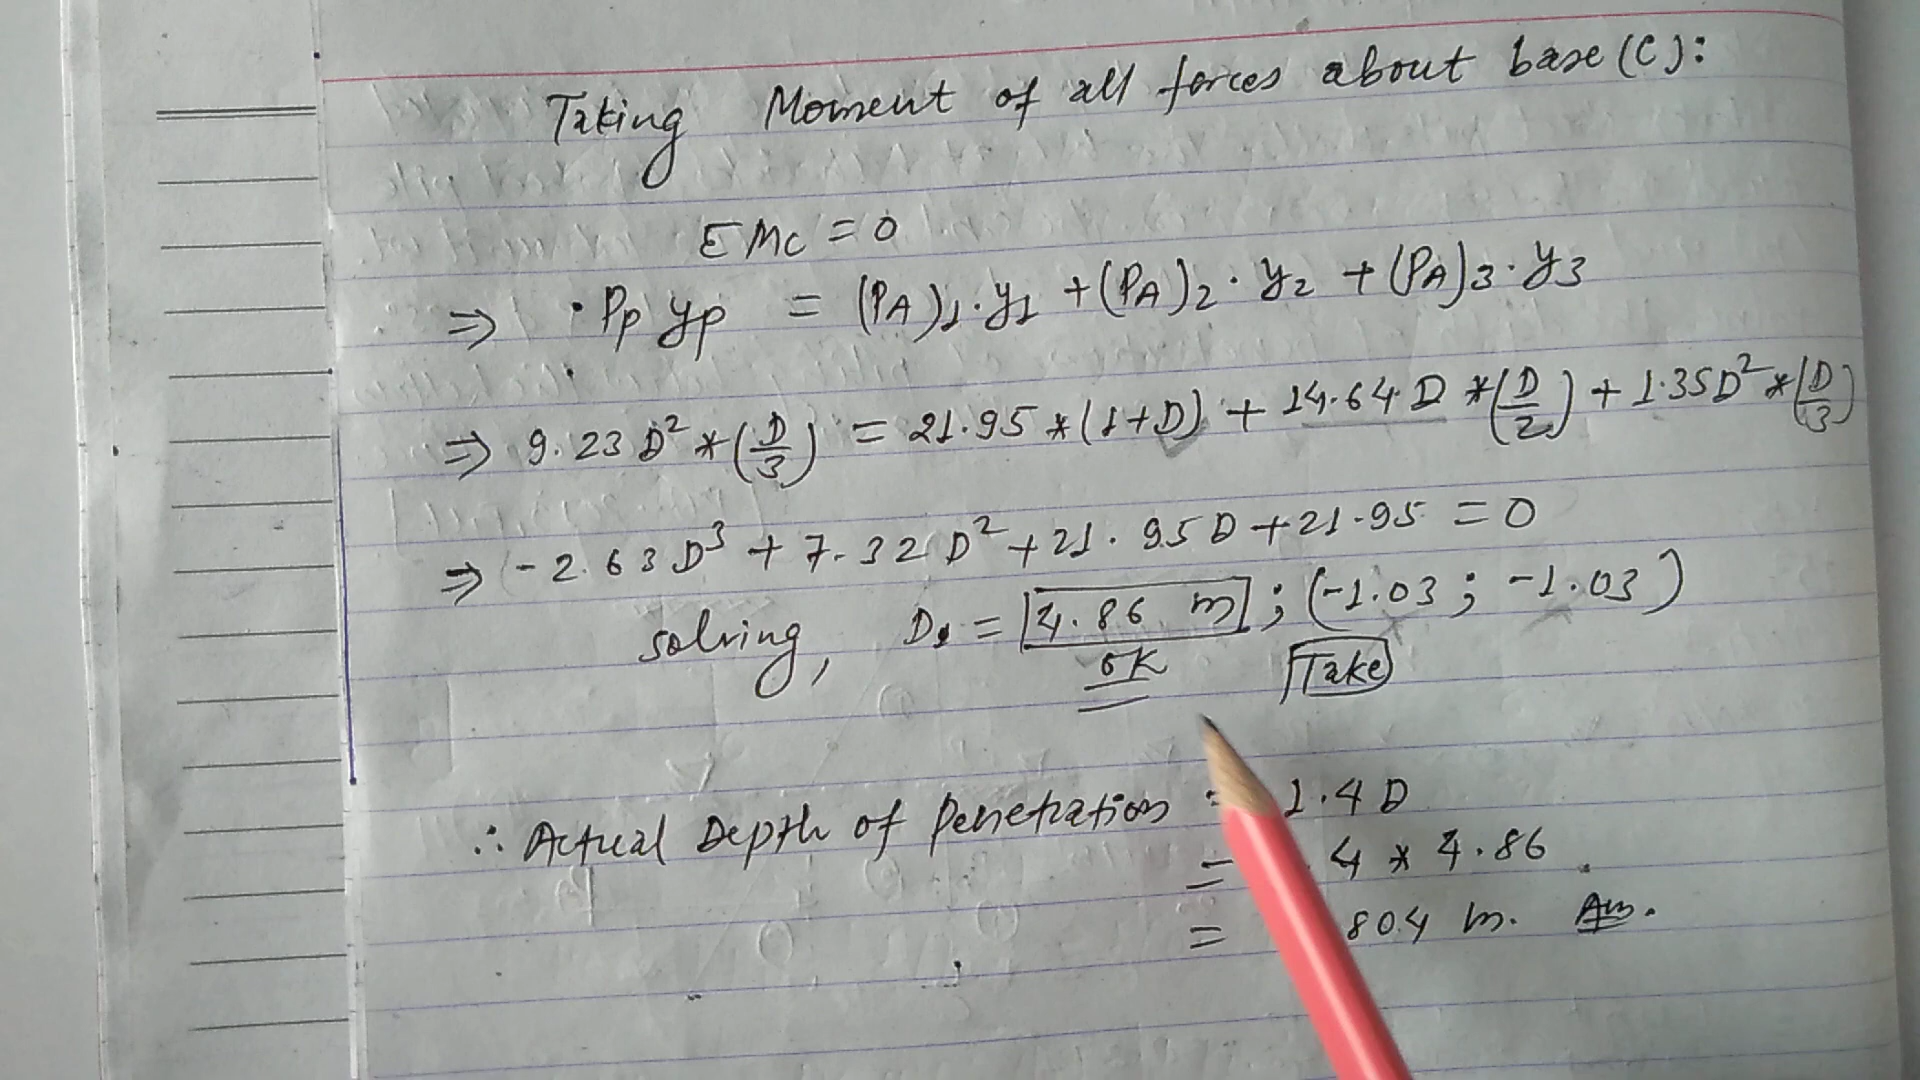 Taking Moment of all forces about base (C):
ΣMc = 0
⇒ · Pp yp = (PA)1 · y1 + (PA)2 · y2 + (PA)3 · y3
⇒ 9.23 D² * (D/3) = 21.95 * (1+D) + 14.64 D * (D/2) + 1.35 D² * (D/3)
⇒ -2.63 D³ + 7.32 D² + 21.95 D + 21.95 = 0
solving, D = 4.86 m ; (-1.03 ; -1.03)
OK Take
∴ Actual Depth of Penetration = 1.4 D
= 4 * 4.86
= 804 m. Ans.